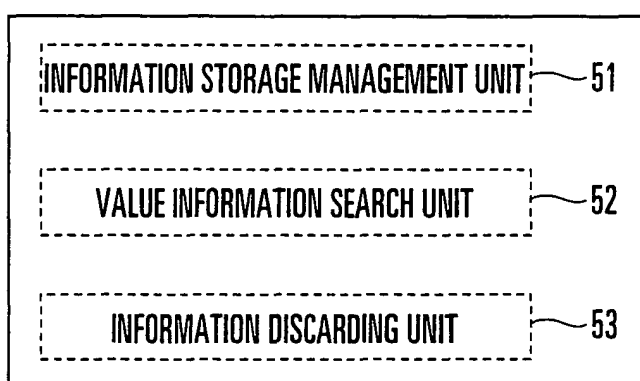 INFORMATION STORAGE MANAGEMENT UNIT 51
VALUE INFORMATION SEARCH UNIT 52
INFORMATION DISCARDING UNIT 53